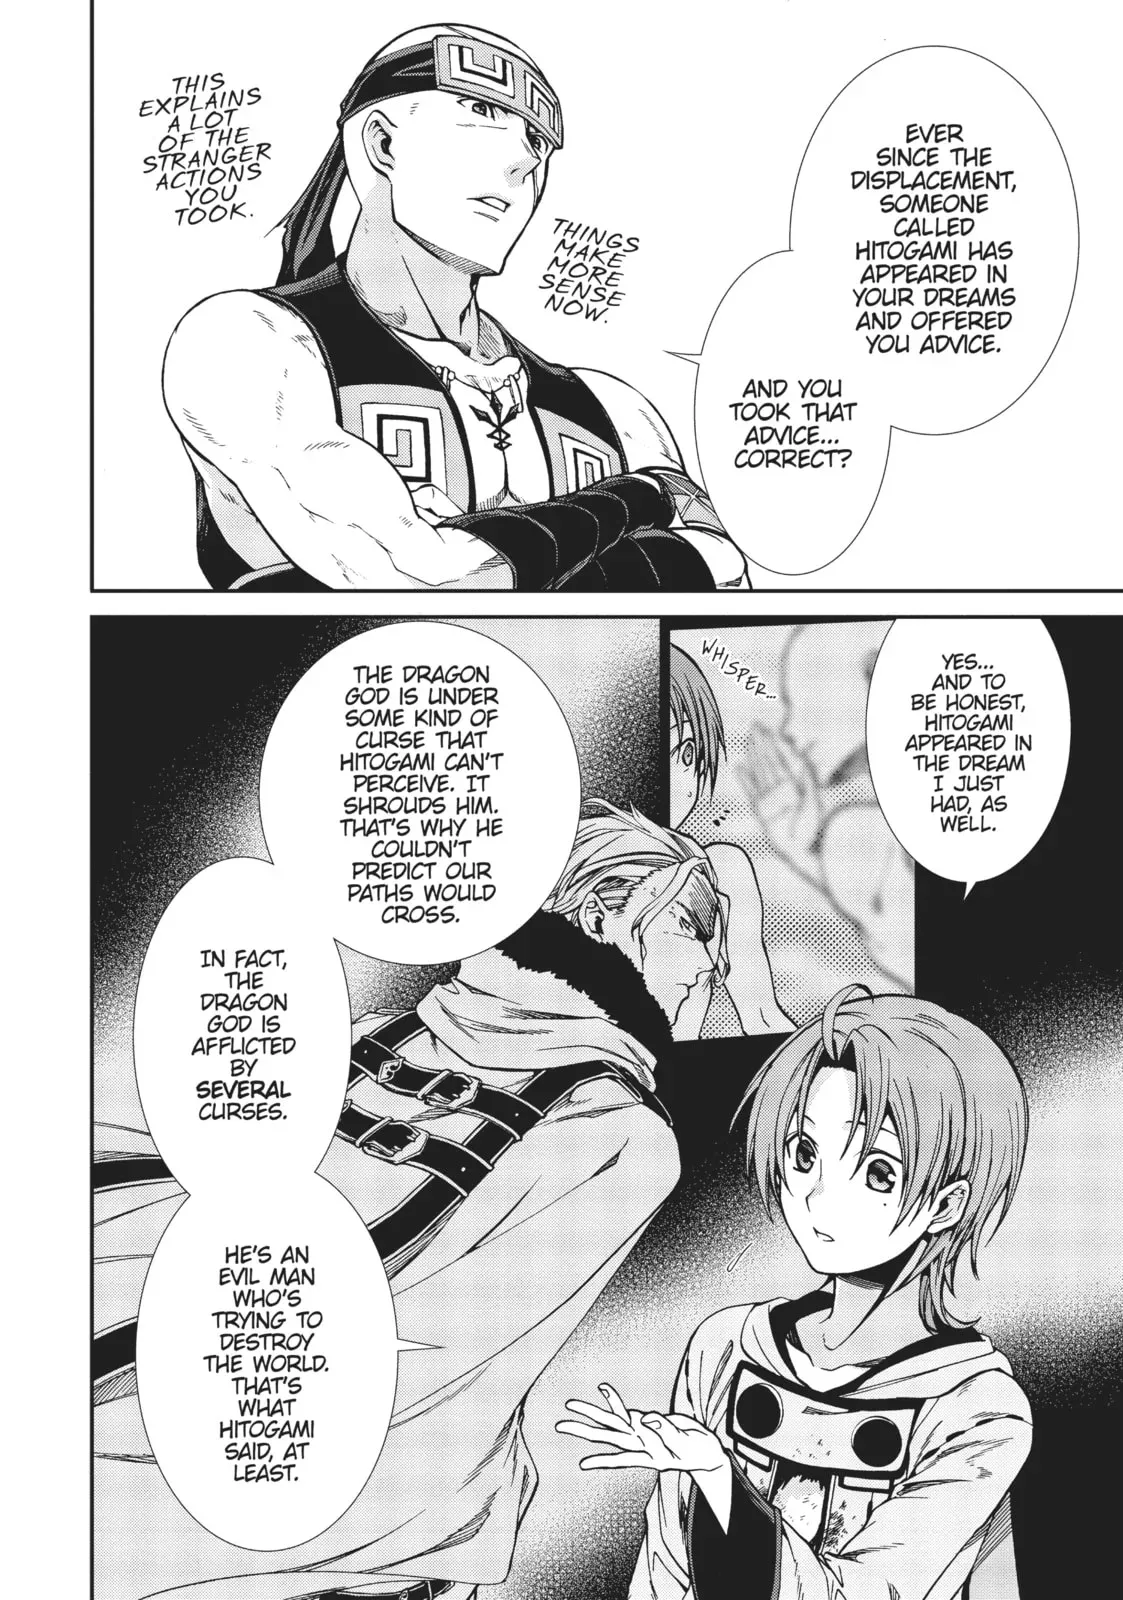 EVER
SINCE THE
DISPLACEMENT,
SOMEONE
CALLED
HITOGAMI HAS
APPEARED IN
YOUR DREAMS
AND OFFERED
YOU ADVICE.
AND YOU
TOOK THAT
ADVICE...
CORRECT?
THINGS
MAKE
MORE
SENSE
NOW.
THIS
EXPLAINS
A LOT
OF THE
STRANGER
ACTIONS
YOU
TOOK.
YES...
AND TO
BE HONEST,
HITOGAMI
APPEARED IN
THE DREAM
I JUST
HAD, AS
WELL.
WHISPER...
THE DRAGON
GOD IS UNDER
SOME KIND OF
CURSE THAT
HITOGAMI CAN'T
PERCEIVE. IT
SHROUDS HIM.
THAT'S WHY HE
COULDN'T
PREDICT OUR
PATHS WOULD
CROSS.
IN FACT,
THE
DRAGON
GOD IS
AFFLICTED
BY
SEVERAL
CURSES.
HE'S AN
EVIL MAN
WHO'S
TRYING TO
DESTROY
THE WORLD.
THAT'S
WHAT
HITOGAMI
SAID, AT
LEAST.